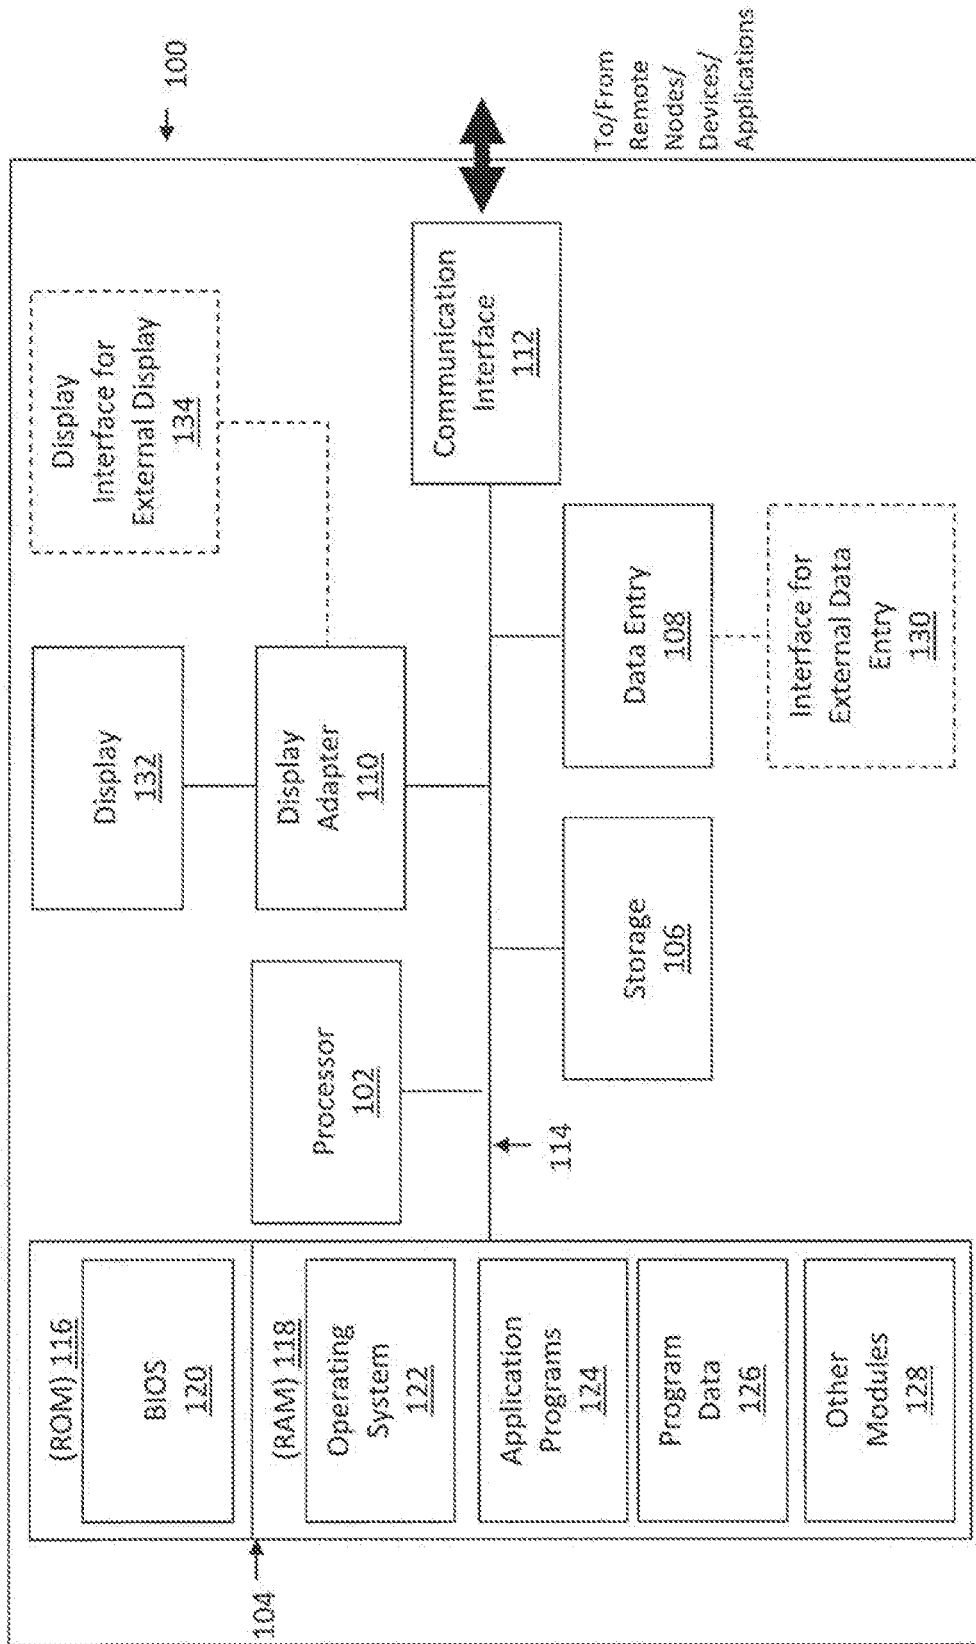 100
(ROM) 116
BIOS
120
104
(RAM) 118
Operating
System
122
Application
Programs
124
Program
Data
126
Other
Modules
128
Processor
102
114
Display
132
Display
Adapter
110
Display
Interface for
External Display
134
Storage
106
Data Entry
108
Interface for
External Data
Entry
130
Communication
Interface
112
To/From
Remote
Nodes/
Devices/
Applications